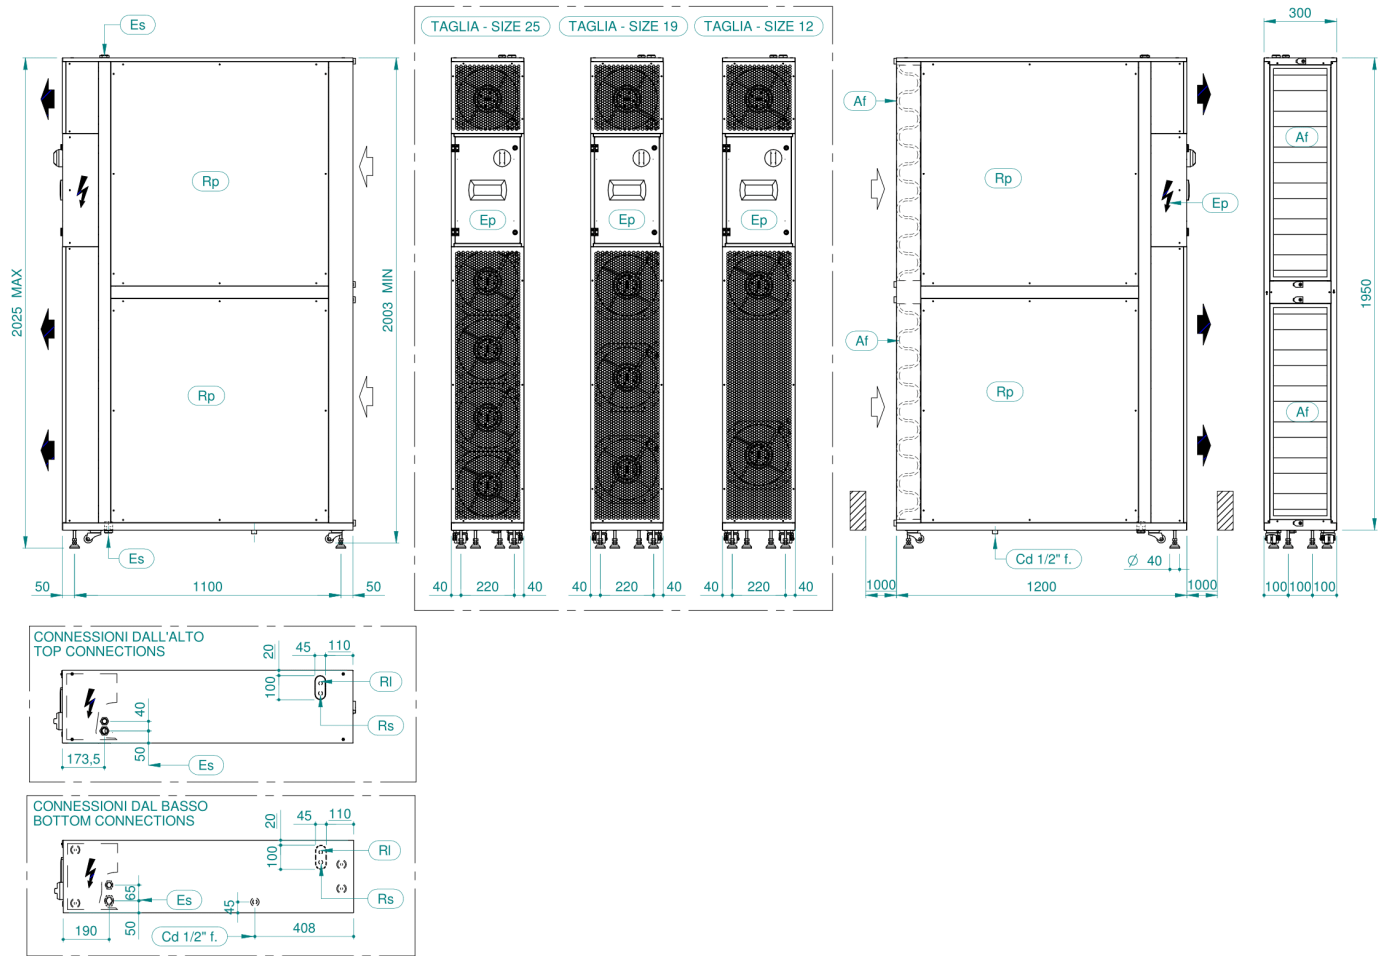 Es
TAGLIA - SIZE 25
TAGLIA - SIZE 19
TAGLIA - SIZE 12
300
Af
Af
Rp
Ep
Ep
Ep
Rp
Ep
2025 MAX
2003 MIN
1950
Af
Rp
Rp
Af
Es
Cd 1/2" f.
Ø 40
50
1100
50
40
220
40
40
220
40
40
220
40
1000
1200
1000
100
100
100
CONNESSIONI DALL'ALTO
TOP CONNECTIONS
20
45
110
100
Rl
Rs
40
50
173,5
Es
CONNESSIONI DAL BASSO
BOTTOM CONNECTIONS
20
45
110
100
Rl
Rs
65
Es
45
50
190
Cd 1/2" f.
408